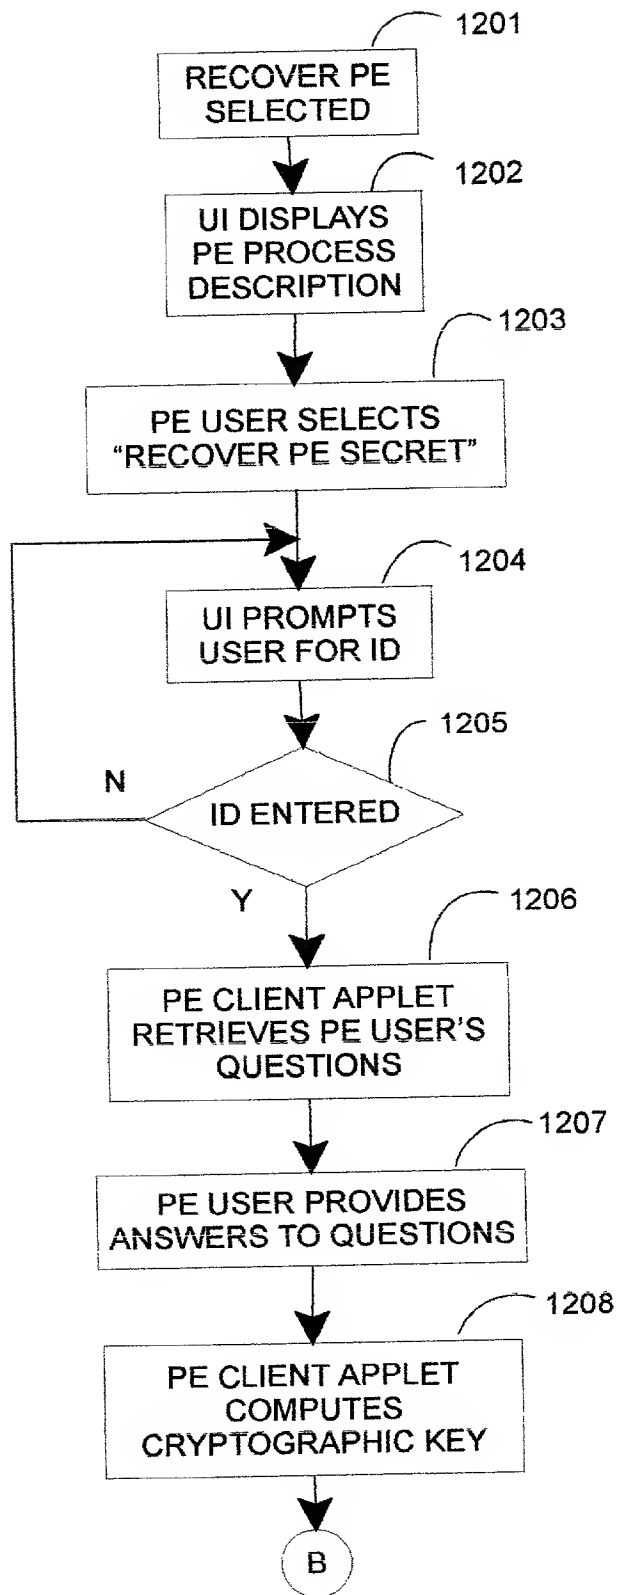 1201
RECOVER PE
SELECTED
1202
UI DISPLAYS
PE PROCESS
DESCRIPTION
1203
PE USER SELECTS
“RECOVER PE SECRET”
1204
UI PROMPTS
USER FOR ID
1205
N
ID ENTERED
Y
1206
PE CLIENT APPLET
RETRIEVES PE USER'S
QUESTIONS
1207
PE USER PROVIDES
ANSWERS TO QUESTIONS
1208
PE CLIENT APPLET
COMPUTES
CRYPTOGRAPHIC KEY
B